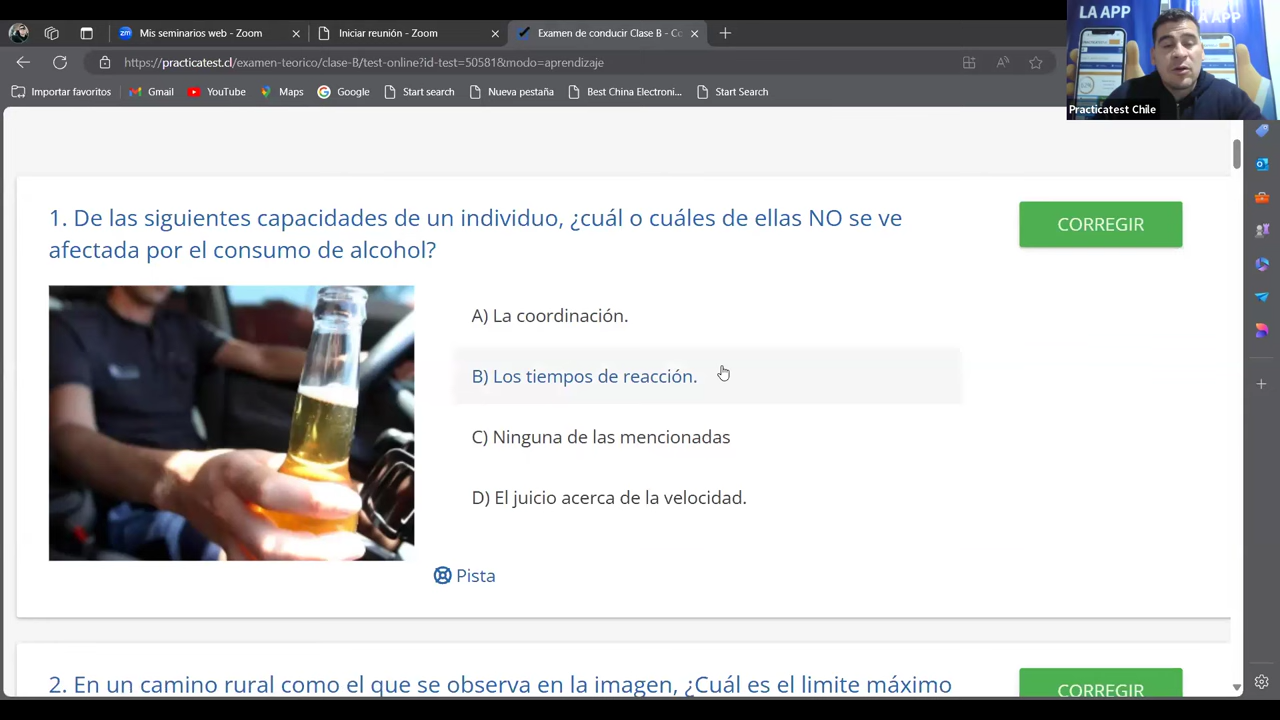 Mis seminarios web - Zoom
Iniciar reunión - Zoom
Examen de conducir Clase B - Co
https://practicatest.cl/examen-teorico/clase-B/test-online?id-test=50581&modo=aprendizaje
Importar favoritos
Gmail
YouTube
Maps
Google
Start search
Nueva pestaña
Best China Electroni...
Start Search
LA APP
LA APP
Practicatest Chile
1. De las siguientes capacidades de un individuo, ¿cuál o cuáles de ellas NO se ve
afectada por el consumo de alcohol?
CORREGIR
A) La coordinación.
B) Los tiempos de reacción.
C) Ninguna de las mencionadas
D) El juicio acerca de la velocidad.
Pista
2. En un camino rural como el que se observa en la imagen, ¿Cuál es el limite máximo
CORREGIR